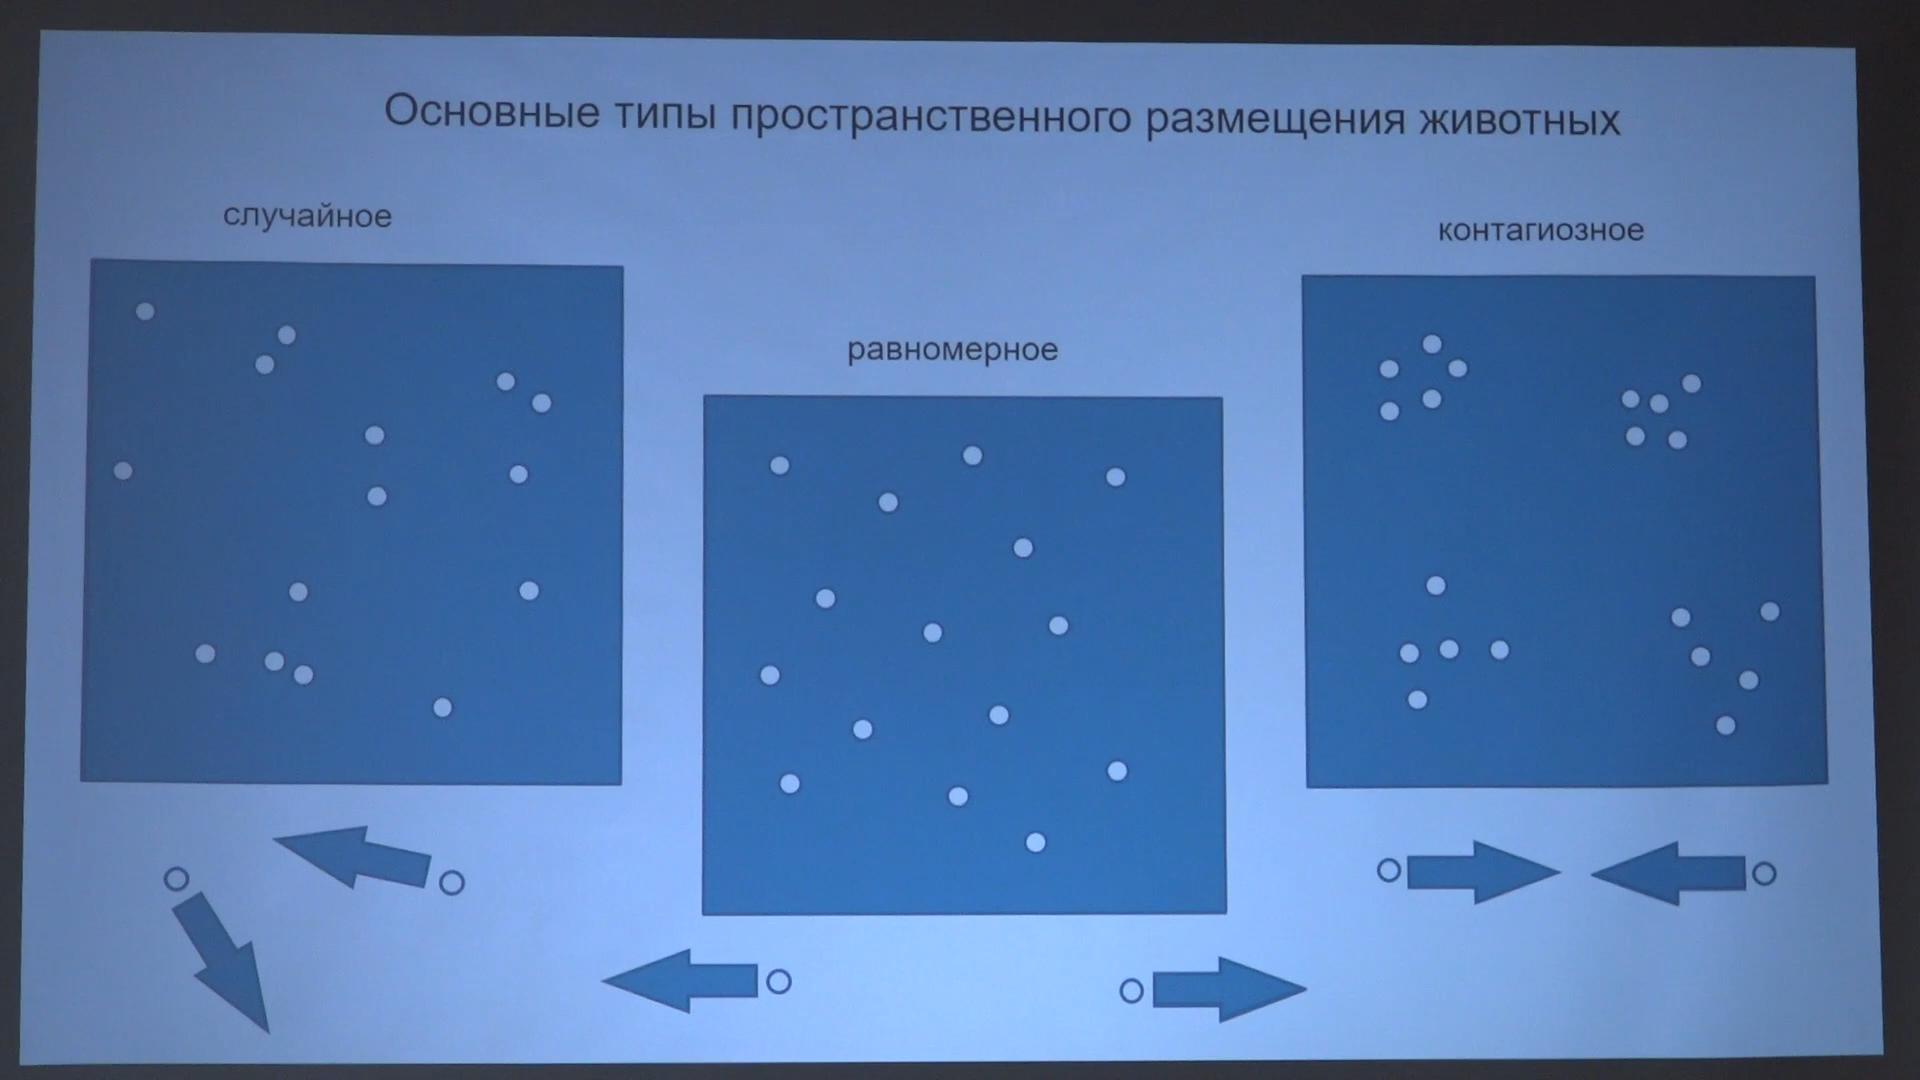 Основные типы пространственного размещения животных
случайное
контагиозное
равномерное